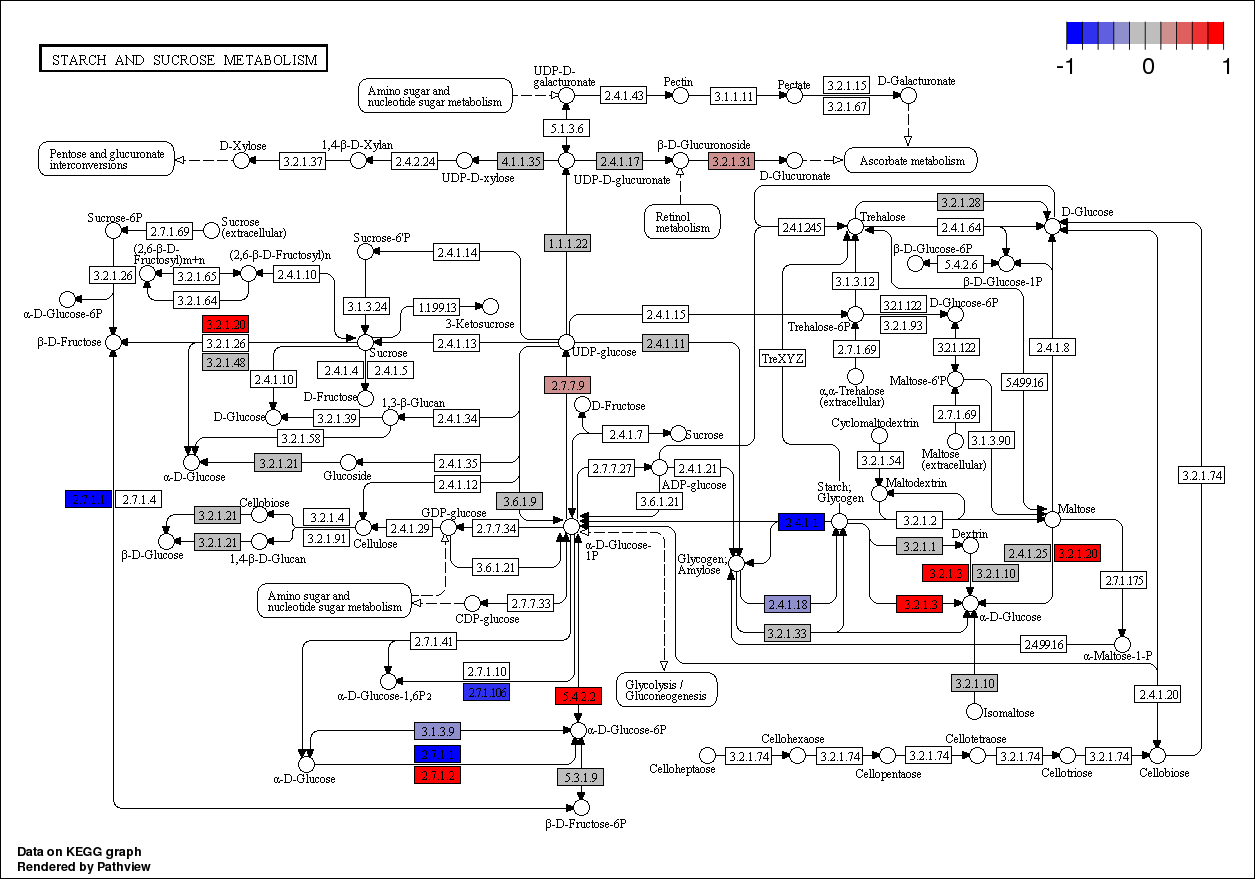 STARCH AND SUCROSE METABOLISM
-1 0 1
Amino sugar and
nucleotide sugar metabolism
UDP-D-
galacturonate
2.4.1.43
Pectin
3.1.1.11
Pectate
3.2.1.15
3.2.1.67
D-Galacturonate
5.1.3.6
Pentose and glucuronate
interconversions
D-Xylose
3.2.1.37
1,4-β-D-Xylan
2.4.2.24
UDP-D-xylose
4.1.1.35
UDP-D-glucuronate
2.4.1.17
β-D-Glucuronoside
3.2.1.31
D-Glucuronate
Ascorbate metabolism
Retinol
metabolism
1.1.1.22
Sucrose-6P
2.7.1.69
Sucrose
(extracellular)
(2,6-β-D-
Fructosyl)m+n
(2,6-β-D-Fructosyl)n
3.2.1.26
3.2.1.65
3.2.1.64
2.4.1.10
α-D-Glucose-6P
Sucrose-6'P
2.4.1.14
3.1.3.24
1.1.99.13
3-Ketosucrose
β-D-Fructose
3.2.1.20
3.2.1.26
3.2.1.48
Sucrose
2.4.1.13
UDP-glucose
2.4.1.15
2.4.1.11
2.4.1.10
2.4.1.4
2.4.1.5
D-Fructose
2.7.7.9
D-Fructose
D-Glucose
3.2.1.39
1,3-β-Glucan
2.4.1.34
3.2.1.58
2.4.1.7
Sucrose
α-D-Glucose
3.2.1.21
Glucoside
2.4.1.35
2.4.1.12
2.7.7.27
ADP-glucose
2.4.1.21
3.6.1.21
2.7.1.1
2.7.1.4
3.6.1.9
3.2.1.21
Cellobiose
3.2.1.4
3.2.1.91
Cellulose
2.4.1.29
GDP-glucose
2.7.7.34
α-D-Glucose-
1P
β-D-Glucose
3.2.1.21
1,4-β-D-Glucan
3.6.1.21
Amino sugar and
nucleotide sugar metabolism
CDP-glucose
2.7.7.33
2.7.1.41
α-D-Glucose-1,6P2
2.7.1.10
2.7.1.106
5.4.2.2
Glycolysis /
Gluconeogenesis
3.1.3.9
α-D-Glucose-6P
2.7.1.1
2.7.1.2
α-D-Glucose
5.3.1.9
β-D-Fructose-6P
2.4.1.245
Trehalose
3.2.1.28
2.4.1.64
D-Glucose
β-D-Glucose-6P
5.4.2.6
β-D-Glucose-1P
3.1.3.12
Trehalose-6P
3.2.1.122
3.2.1.93
D-Glucose-6P
TreXYZ
2.7.1.69
α,α-Trehalose
(extracellular)
3.2.1.122
Maltose-6'P
2.4.1.8
5.4.99.16
2.7.1.69
3.1.3.90
Maltose
(extracellular)
Cyclomaltodextrin
3.2.1.54
Maltodextrin
Starch;
Glycogen
2.4.1.1
3.2.1.2
Maltose
3.2.1.74
3.2.1.1
Dextrin
2.4.1.25
3.2.1.20
Glycogen;
Amylose
3.2.1.3
3.2.1.10
2.7.1.175
2.4.1.18
3.2.1.3
α-D-Glucose
3.2.1.33
2.4.99.16
α-Maltose-1-P
3.2.1.10
Isomaltose
2.4.1.20
Celloheptaose
3.2.1.74
Cellohexaose
3.2.1.74
Cellopentaose
3.2.1.74
Cellotetraose
3.2.1.74
Cellotriose
3.2.1.74
Cellobiose
Data on KEGG graph
Rendered by Pathview